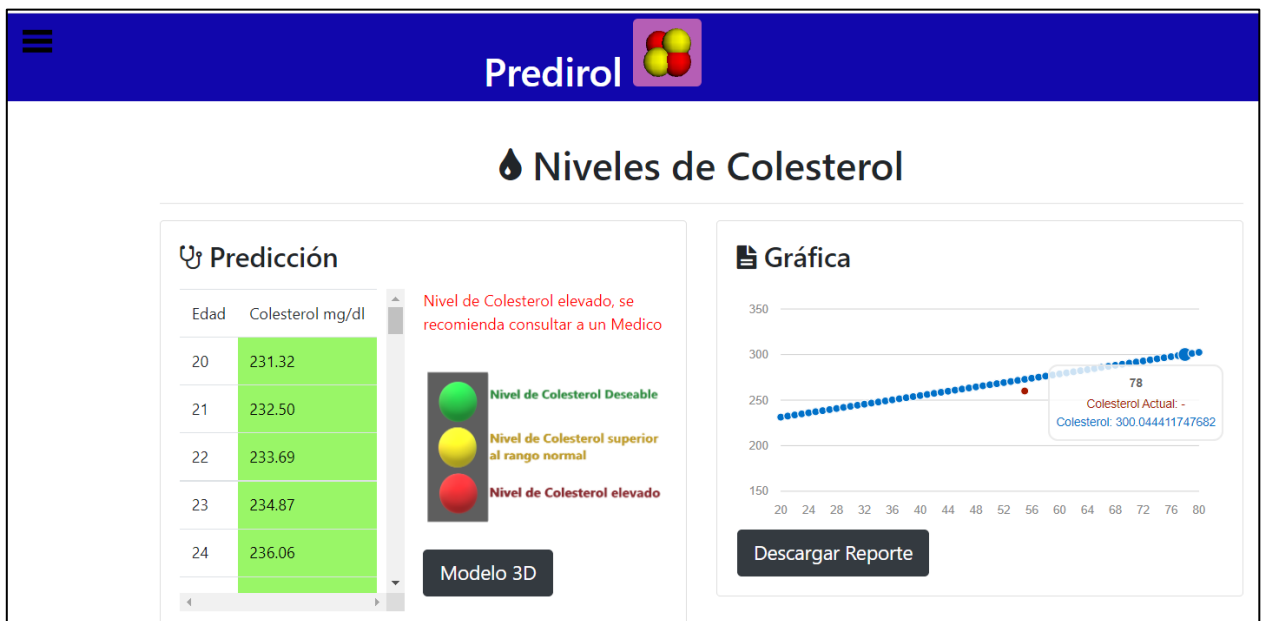 Predirol
Niveles de Colesterol
Predicción
Edad Colesterol mg/dl
20 231.32
21 232.50
22 233.69
23 234.87
24 236.06
Nivel de Colesterol elevado, se
recomienda consultar a un Medico
Nivel de Colesterol Deseable
Nivel de Colesterol superior
al rango normal
Nivel de Colesterol elevado
Modelo 3D
Gráfica
350
300
250
200
150
20 24 28 32 36 40 44 48 52 56 60 64 68 72 76 80
78
Colesterol Actual: -
Colesterol: 300.044411747682
Descargar Reporte